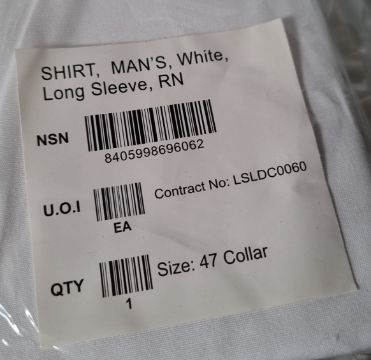 SHIRT, MAN'S, White,
Long Sleeve, RN
NSN
8405998696062
U.O.I
EA
Contract No: LSLDC0060
QTY
1
Size: 47 Collar